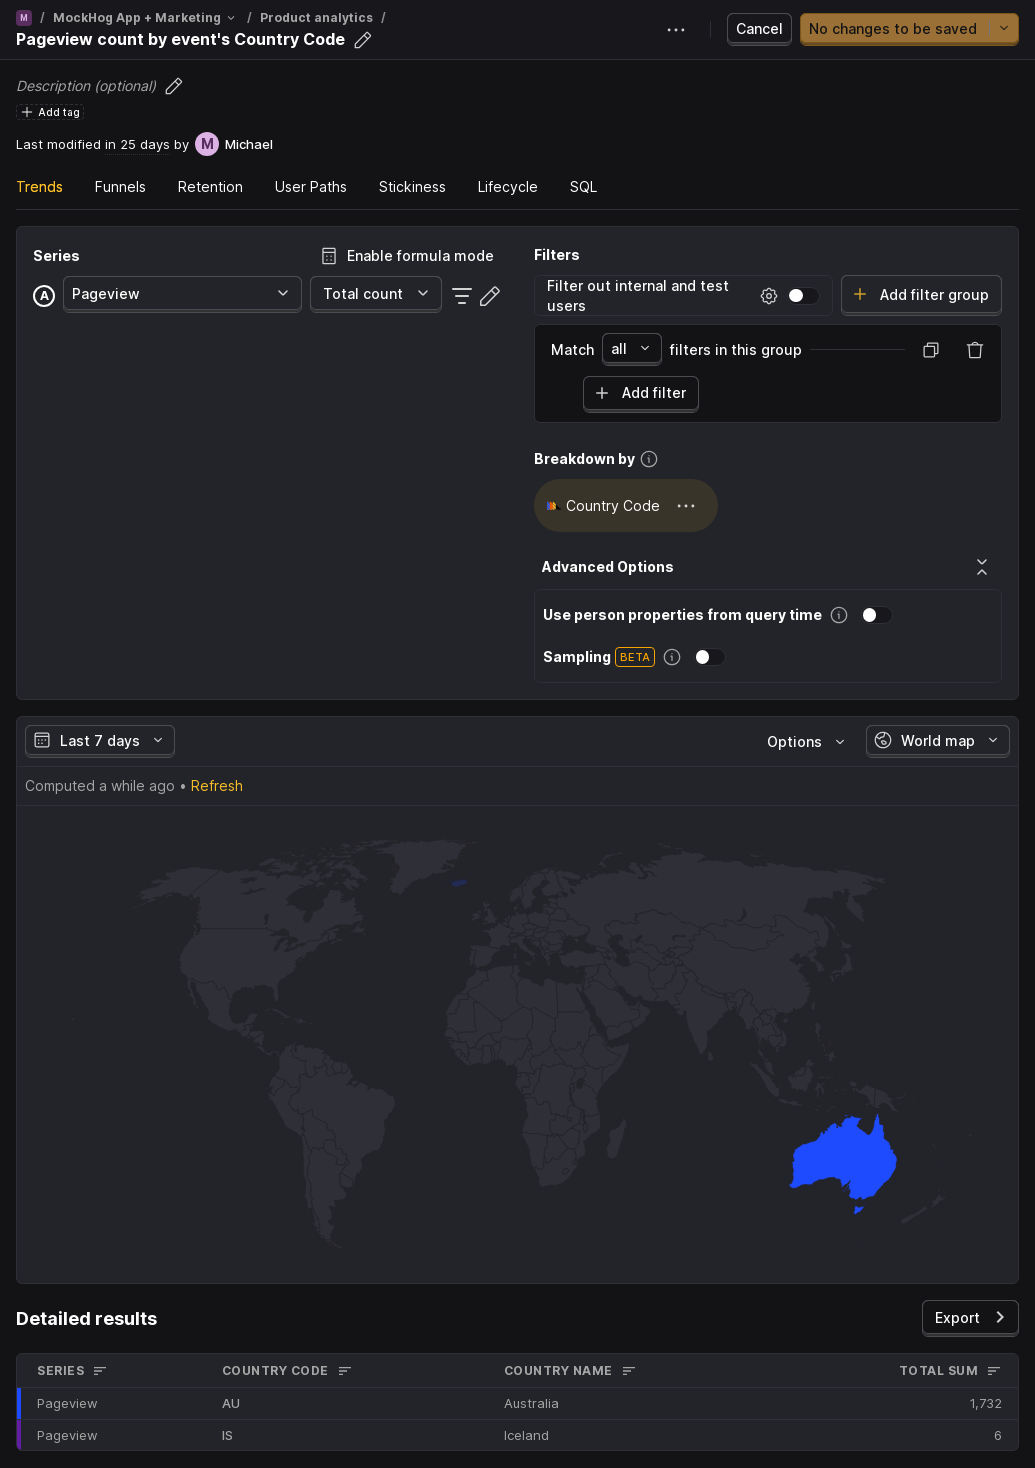 M / MockHog App + Marketing / Product analytics /
Pageview count by event's Country Code
Cancel
No changes to be saved
Description (optional)
Add tag
Last modified in 25 days by M Michael
Trends Funnels Retention User Paths Stickiness Lifecycle SQL
Series
Enable formula mode
A Pageview Total count
Filters
Filter out internal and test
users
Add filter group
Match all filters in this group
Add filter
Breakdown by
Country Code
Advanced Options
Use person properties from query time
Sampling BETA
Last 7 days
Options
World map
Computed a while ago • Refresh
Detailed results
Export
SERIES COUNTRY CODE COUNTRY NAME TOTAL SUM
Pageview AU Australia 1,732
Pageview IS Iceland 6